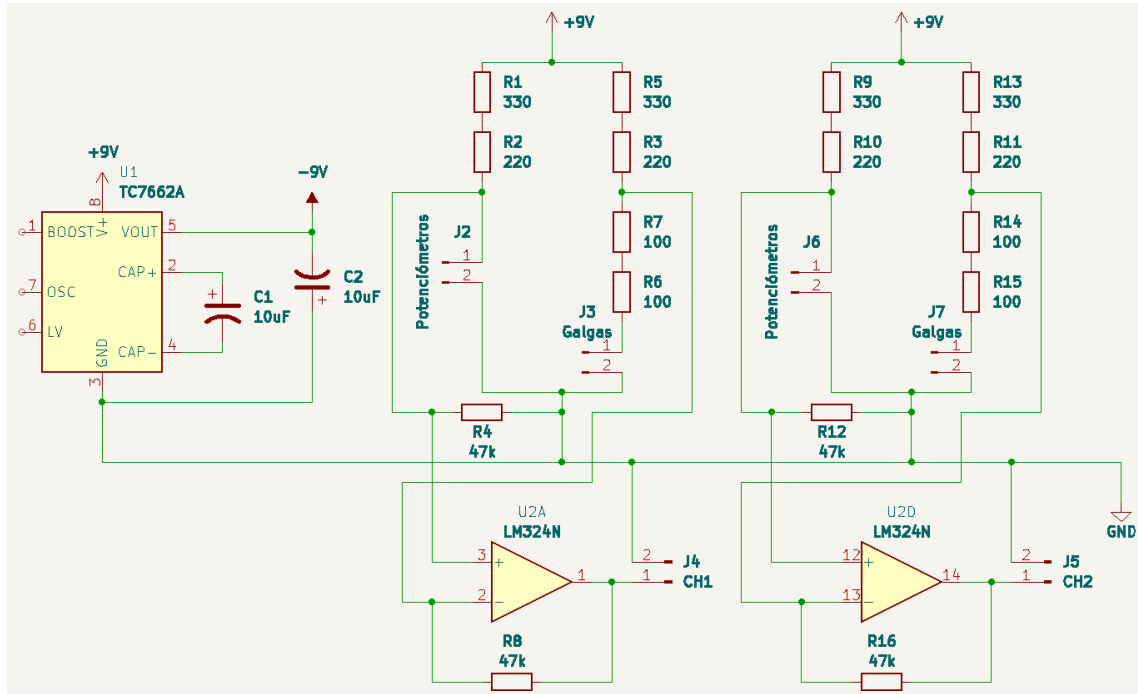 +9V
U1
TC7662A
8
V+
1
BOOST
VOUT
5
CAP+
2
7
OSC
6
LV
CAP-
4
GND
3
-9V
C1
10uF
C2
10uF
+
+
+9V
R1
330
R5
330
R2
220
R3
220
Potenciómetros
J2
1
2
R7
100
R6
100
J3
Galgas
1
2
R4
47k
U2A
LM324N
3
+
2
-
1
2
J4
1
CH1
R8
47k
+9V
R9
330
R13
330
R10
220
R11
220
Potenciómetros
J6
1
2
R14
100
R15
100
J7
Galgas
1
2
R12
47k
U2D
LM324N
12
+
13
-
14
2
J5
1
CH2
R16
47k
GND